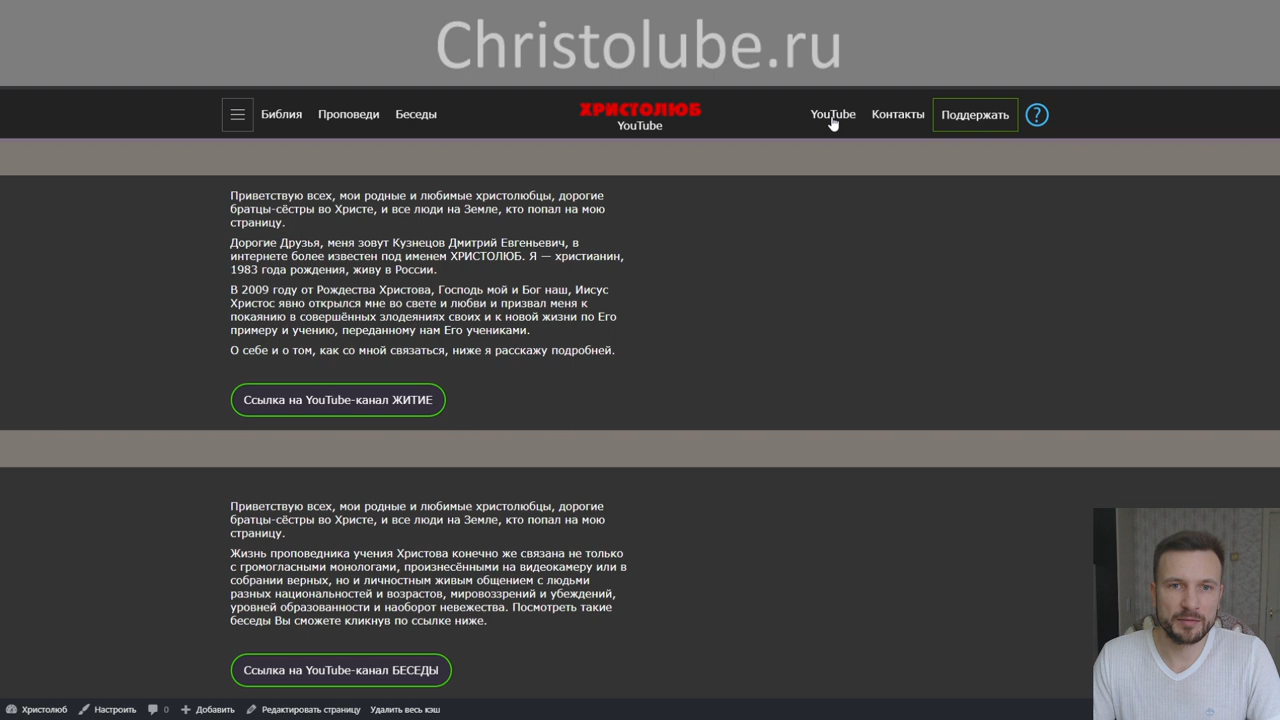 Christolube.ru
Библия Проповеди Беседы
ХРИСТОЛЮБ
YouTube
YouTube Контакты Поддержать ?
Приветствую всех, мои родные и любимые христолюбцы, дорогие
братцы-сёстры во Христе, и все люди на Земле, кто попал на мою
страницу.
Дорогие Друзья, меня зовут Кузнецов Дмитрий Евгеньевич, в
интернете более известен под именем ХРИСТОЛЮБ. Я — христианин,
1983 года рождения, живу в России.
В 2009 году от Рождества Христова, Господь мой и Бог наш, Иисус
Христос явно открылся мне во свете и любви и призвал меня к
покаянию в совершённых злодеяниях своих и к новой жизни по Его
примеру и учению, переданному нам Его учениками.
О себе и о том, как со мной связаться, ниже я расскажу подробней.
Ссылка на YouTube-канал ЖИТИЕ
Приветствую всех, мои родные и любимые христолюбцы, дорогие
братцы-сёстры во Христе, и все люди на Земле, кто попал на мою
страницу.
Жизнь проповедника учения Христова конечно же связана не только
с громогласными монологами, произнесёнными на видеокамеру или в
собрании верных, но и личностным живым общением с людьми
разных национальностей и возрастов, мировоззрений и убеждений,
уровней образованности и наоборот невежества. Посмотреть такие
беседы Вы сможете кликнув по ссылке ниже.
Ссылка на YouTube-канал БЕСЕДЫ
Христолюб Настроить 0 Добавить Редактировать страницу Удалить весь кэш